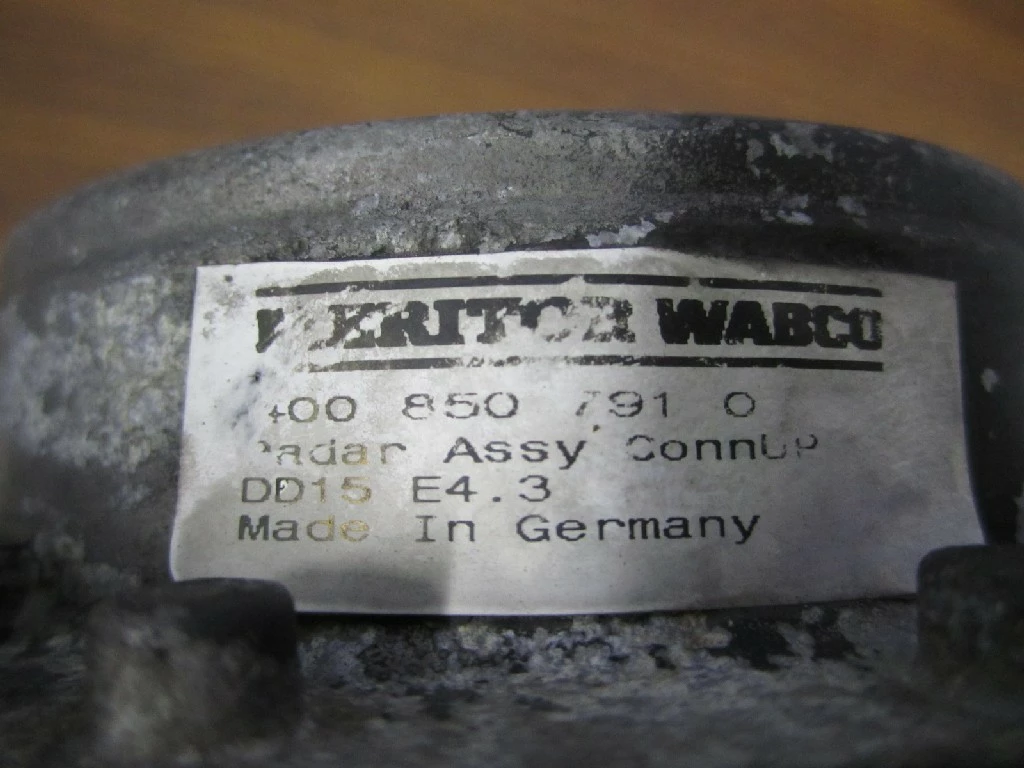 MERITOR WABCO
400 850 791 0
Radar Assy ConnUP
DD15 E4.3
Made In Germany